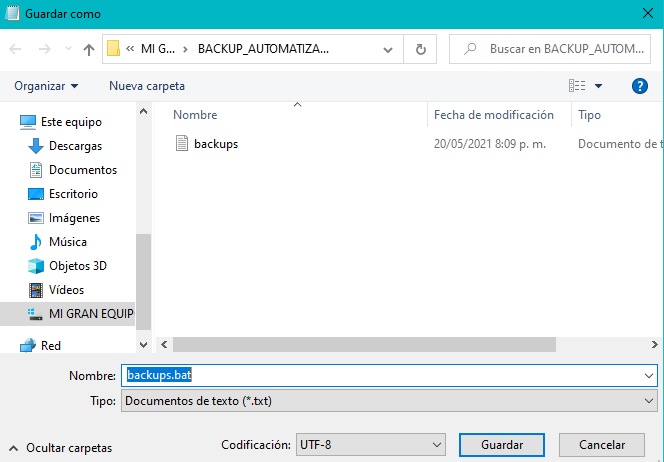 Guardar como
« MI G... › BACKUP_AUTOMATIZA...
Buscar en BACKUP_AUTOM...
Organizar
Nueva carpeta
?
Nombre Fecha de modificación Tipo
backups 20/05/2021 8:09 p. m. Documento de t
Este equipo
Descargas
Documentos
Escritorio
Imágenes
Música
Objetos 3D
Vídeos
MI GRAN EQUIP
Red
Nombre: backups.bat
Tipo: Documentos de texto (*.txt)
Ocultar carpetas
Codificación: UTF-8
Guardar
Cancelar